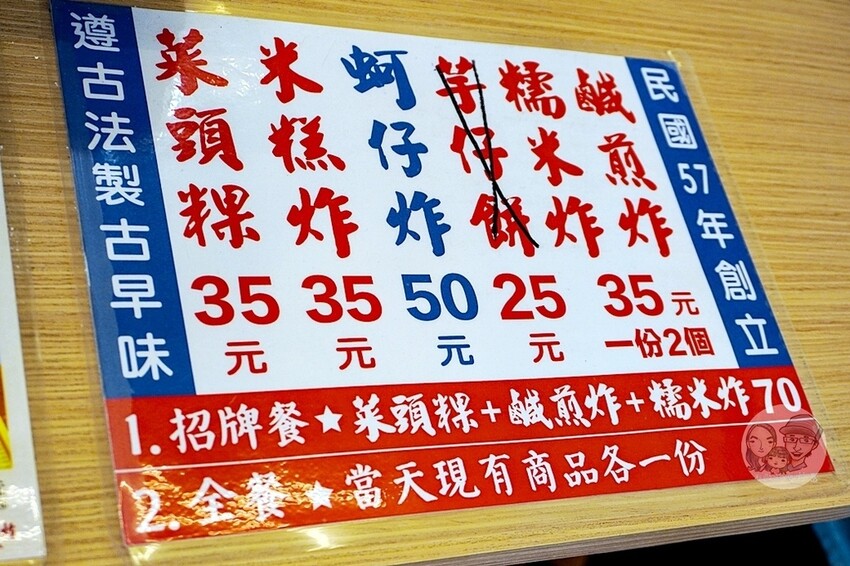 民國57年創立
鹹煎炸
糯米炸
35元
一份2個
芋仔餅
25元
蚵仔炸
50元
米糕炸
35元
菜頭粿
35元
遵古法製古早味
1.招牌餐★菜頭粿+鹹煎炸+糯米炸70
2.全餐★當天現有商品各一份